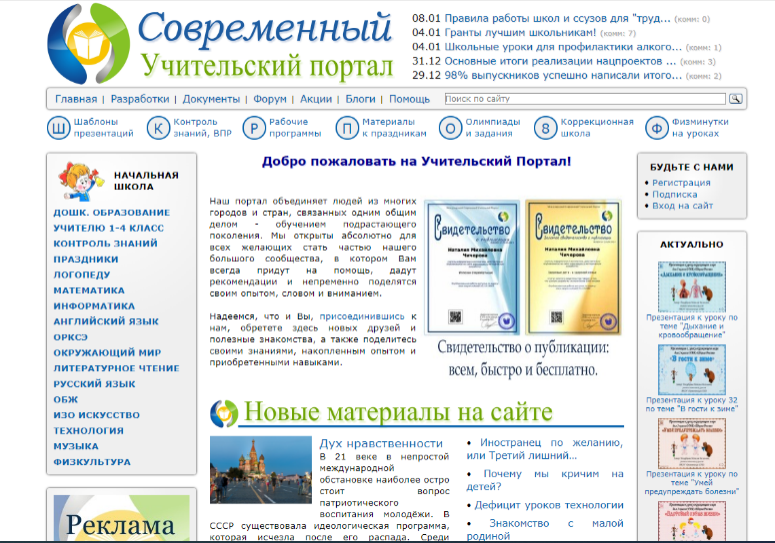 Современный
Учительский портал
08.01 Правила работы школ и ссузов для "труд... (комм: 0)
04.01 Гранты лучшим школьникам! (комм: 7)
04.01 Школьные уроки для профилактики алкого... (комм: 1)
31.12 Основные итоги реализации нацпроектов ... (комм: 3)
29.12 98% выпускников успешно написали итого... (комм: 2)
Главная | Разработки | Документы | Форум | Акции | Блоги | Помощь
Поиск по сайту
Ш Шаблоны
презентаций
К Контроль
знаний, ВПР
Р Рабочие
программы
П Материалы
к праздникам
О Олимпиады
и задания
8 Коррекционная
школа
Ф Физминутки
на уроках
НАЧАЛЬНАЯ
ШКОЛА
ДОШК. ОБРАЗОВАНИЕ
УЧИТЕЛЮ 1-4 КЛАСС
КОНТРОЛЬ ЗНАНИЙ
ПРАЗДНИКИ
ЛОГОПЕДУ
МАТЕМАТИКА
ИНФОРМАТИКА
АНГЛИЙСКИЙ ЯЗЫК
ОРКСЭ
ОКРУЖАЮЩИЙ МИР
ЛИТЕРАТУРНОЕ ЧТЕНИЕ
РУССКИЙ ЯЗЫК
ОБЖ
ИЗО ИСКУССТВО
ТЕХНОЛОГИЯ
МУЗЫКА
ФИЗКУЛЬТУРА
Реклама
Добро пожаловать на Учительский Портал!
Наш портал объединяет людей из многих
городов и стран, связанных одним общим
делом - обучением подрастающего
поколения. Мы открыты абсолютно для
всех желающих стать частью нашего
большого сообщества, в котором Вам
всегда придут на помощь, дадут
рекомендации и непременно поделятся
своим опытом, словом и вниманием.
Надеемся, что и Вы, присоединившись к
нам, обретете здесь новых друзей и
полезные знакомства, а также поделитесь
своими знаниями, накопленным опытом и
приобретенными навыками.
Свидетельство
Наталия Михайловна
Чичерова
Свидетельство
Наталия Михайловна
Чичерова
Свидетельство о публикации:
всем, быстро и бесплатно.
Новые материалы на сайте
Дух нравственности
В 21 веке в непростой
международной
обстановке наиболее остро
стоит вопрос
патриотического
воспитания молодёжи. В
СССР существовала идеологическая программа,
которая исчезла после его распада. Среди
• Иностранец по желанию,
или Третий лишний...
• Почему мы кричим на
детей?
• Дефицит уроков технологии
• Знакомство с малой
родиной
БУДЬТЕ С НАМИ
• Регистрация
• Подписка
• Вход на сайт
АКТУАЛЬНО
Презентация к уроку по
теме "Дыхание и
кровообращение"
«В гости к зиме»
Презентация к уроку 32
по теме "В гости к зиме"
Презентация к уроку по
теме "Умей
предупреждать болезни"